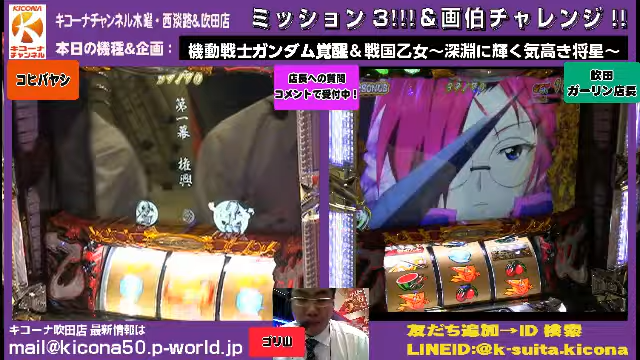 KICONA
キコーナ
チャンネル
キコーナチャンネル水曜・西淡路&吹田店
ミッション3!!!&画伯チャレンジ!!
本日の機種&企画:
機動戦士ガンダム覚醒&戦国乙女~深淵に輝く気高き将星~
コヒバヤシ
店長への質問
コメントで受付中!
吹田
ガーリン店長
第一幕 権興
BONUS
キコーナ吹田店 最新情報は
mail@kicona50.p-world.jp
ゴリ山
友だち追加→ID 検索
LINEID:@k-suita.kicona